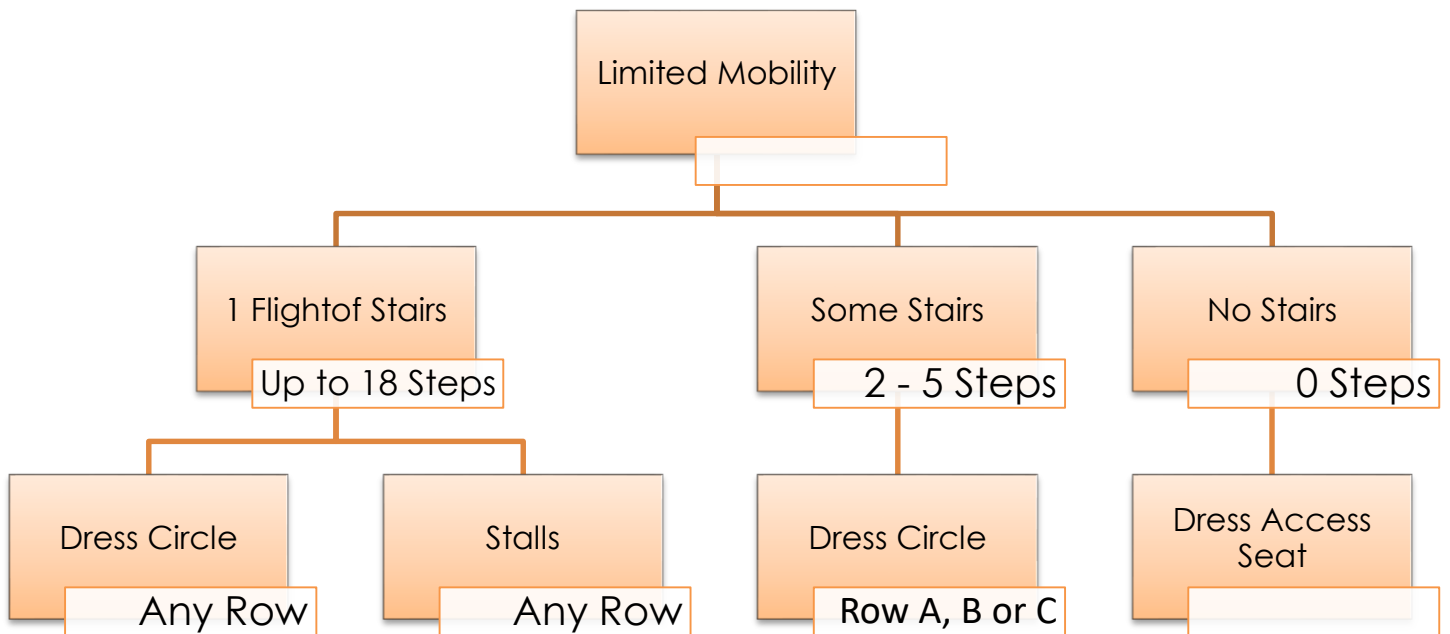 Limited Mobility
1 Flightof Stairs
Up to 18 Steps
Some Stairs
2 - 5 Steps
No Stairs
0 Steps
Dress Circle
Any Row
Stalls
Any Row
Dress Circle
Row A, B or C
Dress Access
Seat